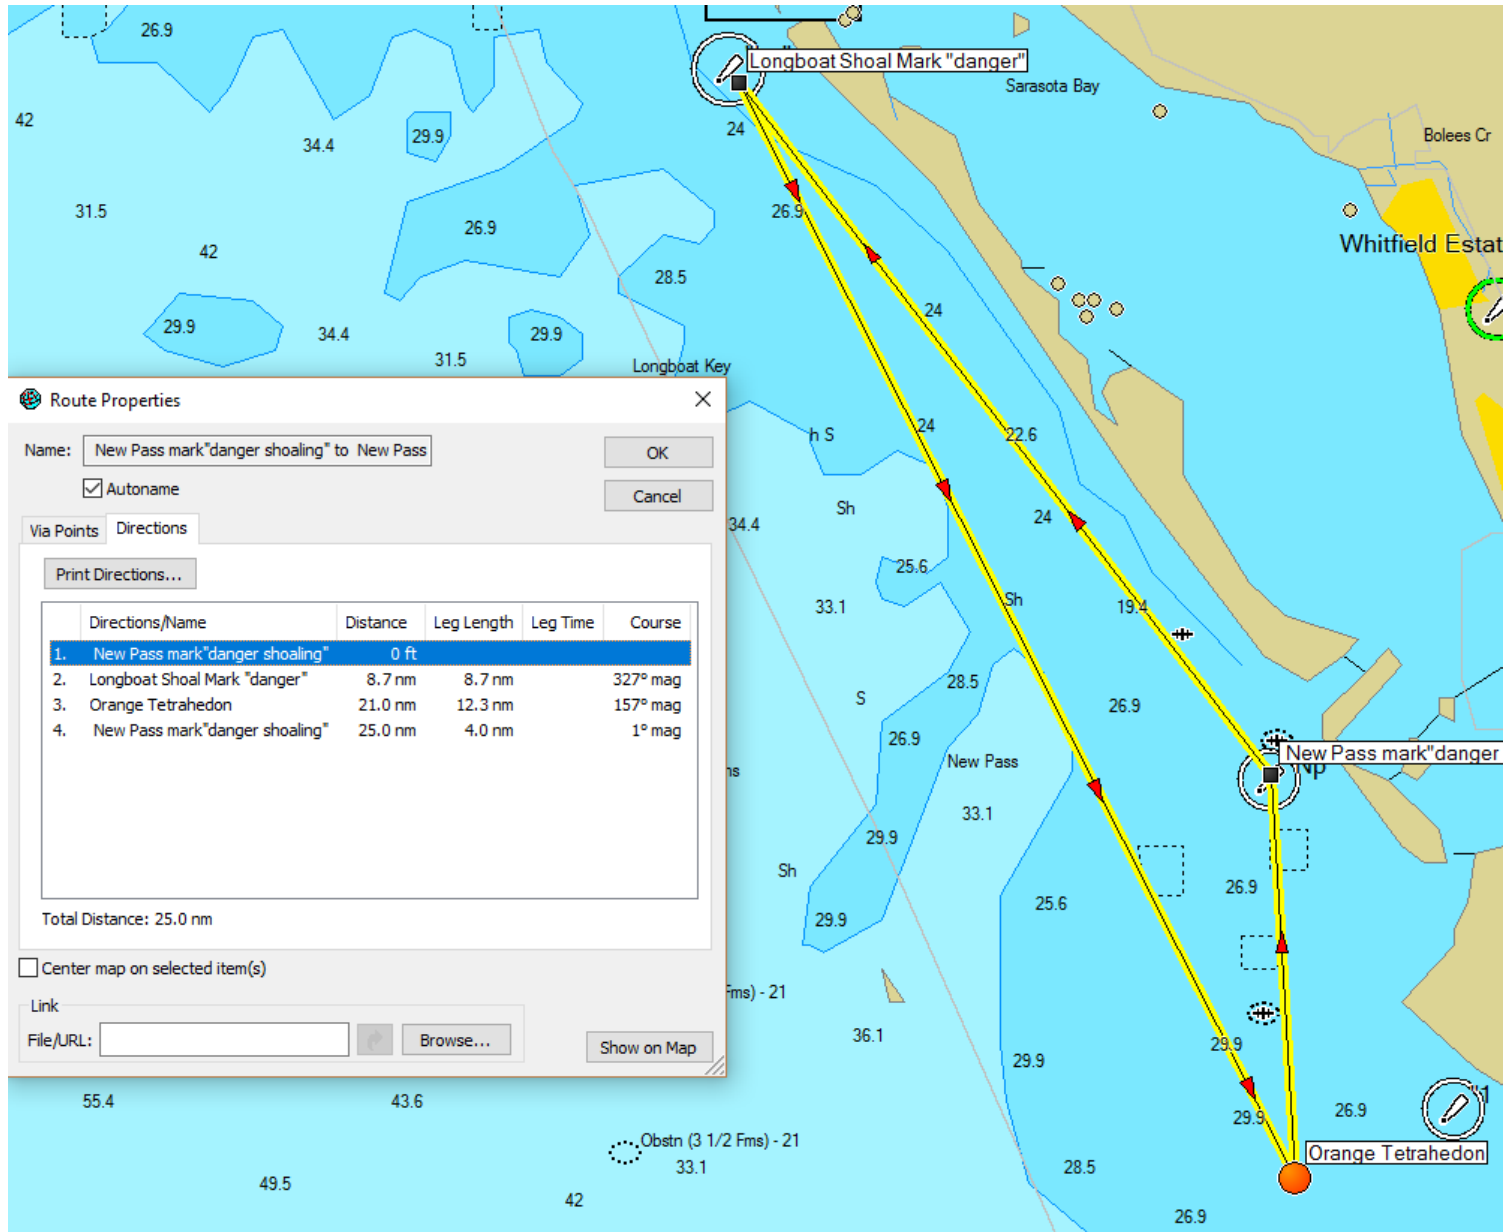 26.9
Longboat Shoal Mark "danger"
Sarasota Bay
42
24
Bolees Cr
34.4
29.9
31.5
26.9
26.9
42
Whitfield Estat
28.5
29.9
34.4
29.9
24
31.5
Longboat Key
Route Properties
Name: New Pass mark"danger shoaling" to New Pass
OK
Autoname
Cancel
Via Points Directions
Print Directions...
Directions/Name Distance Leg Length Leg Time Course
1. New Pass mark"danger shoaling" 0 ft
2. Longboat Shoal Mark "danger" 8.7 nm 8.7 nm 327° mag
3. Orange Tetrahedon 21.0 nm 12.3 nm 157° mag
4. New Pass mark"danger shoaling" 25.0 nm 4.0 nm 1° mag
Total Distance: 25.0 nm
Center map on selected item(s)
Link
File/URL: Browse...
Show on Map
h S
24
22.6
Sh
34.4
24
25.6
33.1
Sh
19.4
28.5
S
26.9
26.9
New Pass
New Pass mark"danger
Np
ns
33.1
29.9
Sh
26.9
25.6
29.9
Fms) - 21
36.1
29.9
29.9
55.4
43.6
29.9
26.9
"1
Obstn (3 1/2 Fms) - 21
33.1
Orange Tetrahedon
28.5
49.5
42
26.9